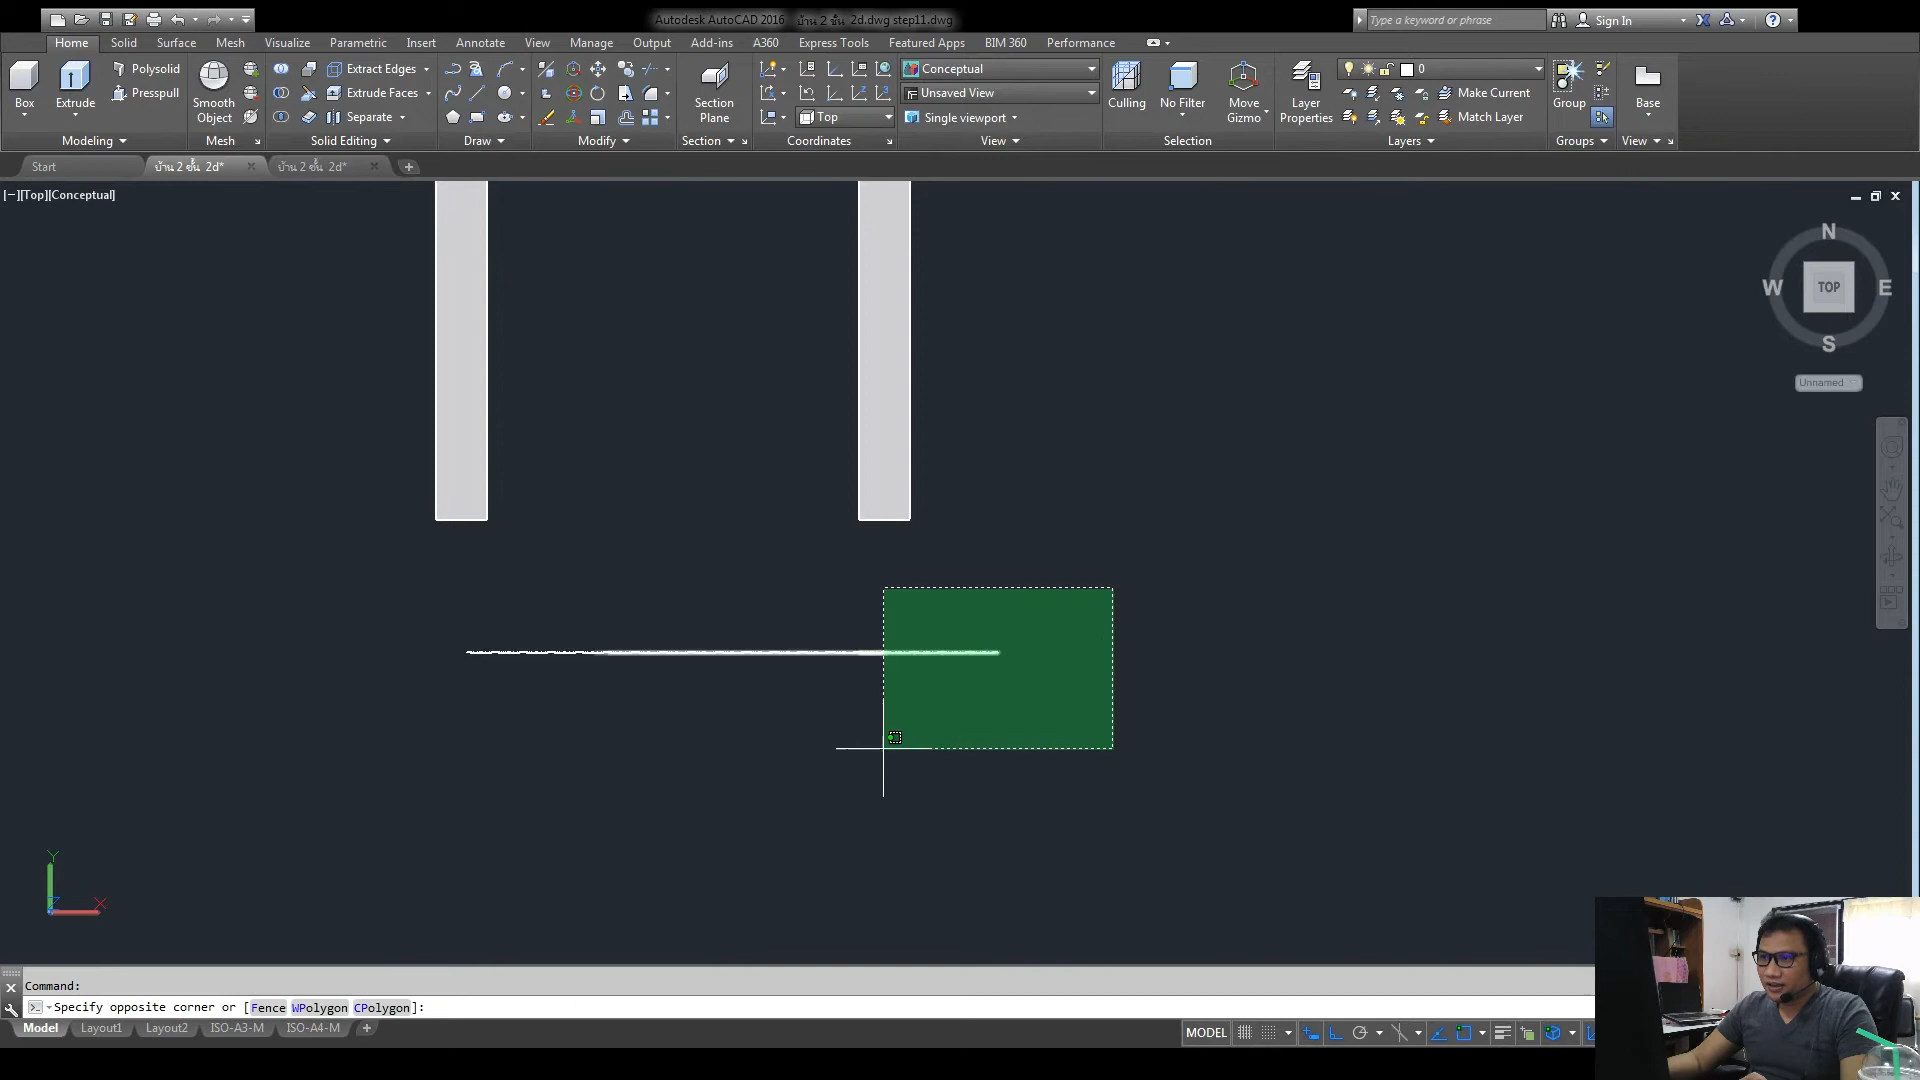 Autodesk AutoCAD 2016 บ้าน 2 ชั้น 2d.dwg step11.dwg
Type a keyword or phrase
Sign In
Home Solid Surface Mesh Visualize Parametric Insert Annotate View Manage Output Add-ins A360 Express Tools Featured Apps BIM 360 Performance
Box
Extrude
Polysolid
Presspull
Smooth
Object
Extract Edges
Extrude Faces
Separate
Section
Plane
Top
Conceptual
Unsaved View
Single viewport
Culling
No Filter
Move
Gizmo
Layer
Properties
0
Make Current
Match Layer
Group
Base
Modeling Mesh Solid Editing Draw Modify Section Coordinates View Selection Layers Groups View
Start บ้าน 2 ชั้น 2d* บ้าน 2 ชั้น 2d*
[−][Top][Conceptual]
N
W TOP E
S
Unnamed
Y
Z
X
Command:
Specify opposite corner or [Fence WPolygon CPolygon]:
Model Layout1 Layout2 ISO-A3-M ISO-A4-M
MODEL